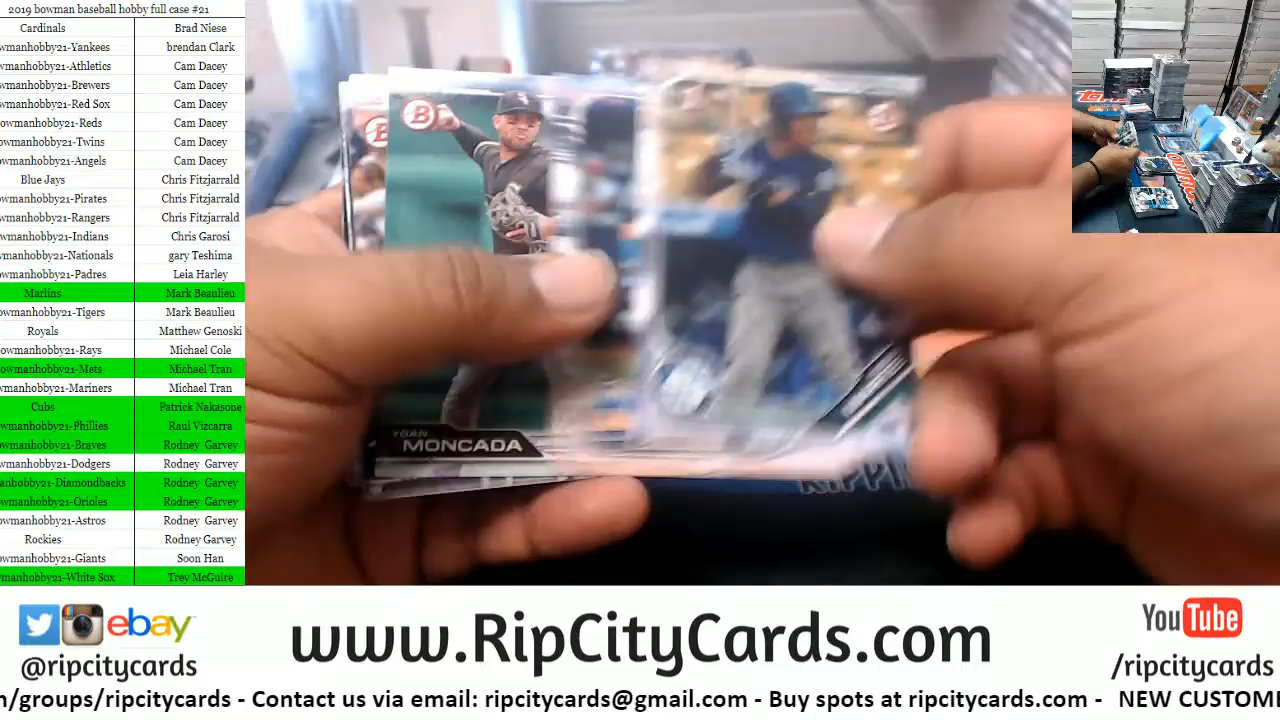 2019 bowman baseball hobby full case #21
Cardinals Brad Niese
owmanhobby21-Yankees brendan Clark
owmanhobby21-Athletics Cam Dacey
owmanhobby21-Brewers Cam Dacey
owmanhobby21-Red Sox Cam Dacey
owmanhobby21-Reds Cam Dacey
owmanhobby21-Twins Cam Dacey
owmanhobby21-Angels Cam Dacey
Blue Jays Chris Fitzjarrald
owmanhobby21-Pirates Chris Fitzjarrald
owmanhobby21-Rangers Chris Fitzjarrald
owmanhobby21-Indians Chris Garosi
owmanhobby21-Nationals gary Teshima
owmanhobby21-Padres Leia Harley
Marlins Mark Beaulieu
owmanhobby21-Tigers Mark Beaulieu
Royals Matthew Genoski
owmanhobby21-Rays Michael Cole
owmanhobby21-Mets Michael Tran
owmanhobby21-Mariners Michael Tran
Cubs Patrick Nakasone
owmanhobby21-Phillies Raul Vizcarra
owmanhobby21-Braves Rodney Garvey
owmanhobby21-Dodgers Rodney Garvey
manhobby21-Diamondbacks Rodney Garvey
owmanhobby21-Orioles Rodney Garvey
owmanhobby21-Astros Rodney Garvey
Rockies Rodney Garvey
owmanhobby21-Giants Soon Han
manhobby21-White Sox Trey McGuire
B
YOAN
MONCADA
RIPPI
ebay
@ripcitycards
www.RipCityCards.com
YouTube
/ripcitycards
n/groups/ripcitycards - Contact us via email: ripcitycards@gmail.com - Buy spots at ripcitycards.com - NEW CUSTOMI